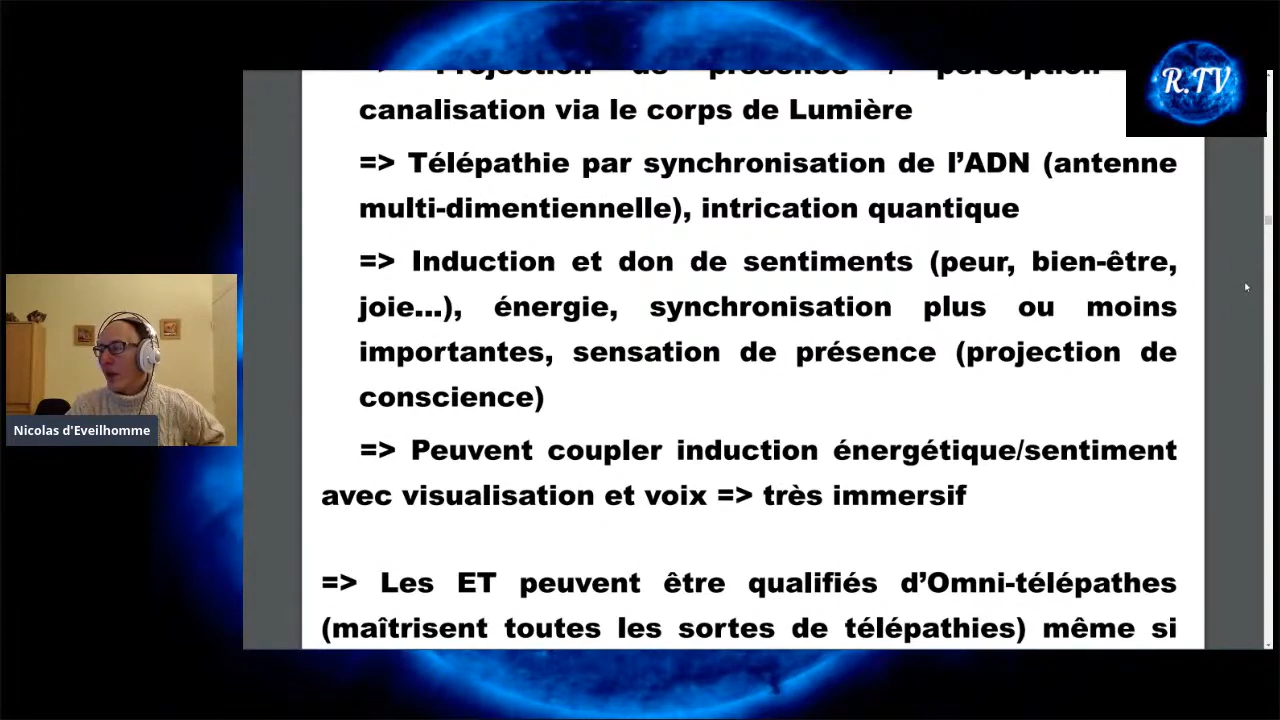 Projection de présence / perception
canalisation via le corps de Lumière
=> Télépathie par synchronisation de l’ADN (antenne
multi-dimentiennelle), intrication quantique
=> Induction et don de sentiments (peur, bien-être,
joie...), énergie, synchronisation plus ou moins
importantes, sensation de présence (projection de
conscience)
=> Peuvent coupler induction énergétique/sentiment
avec visualisation et voix => très immersif
=> Les ET peuvent être qualifiés d’Omni-télépathes
(maîtrisent toutes les sortes de télépathies) même si
R.TV
Nicolas d'Eveilhomme